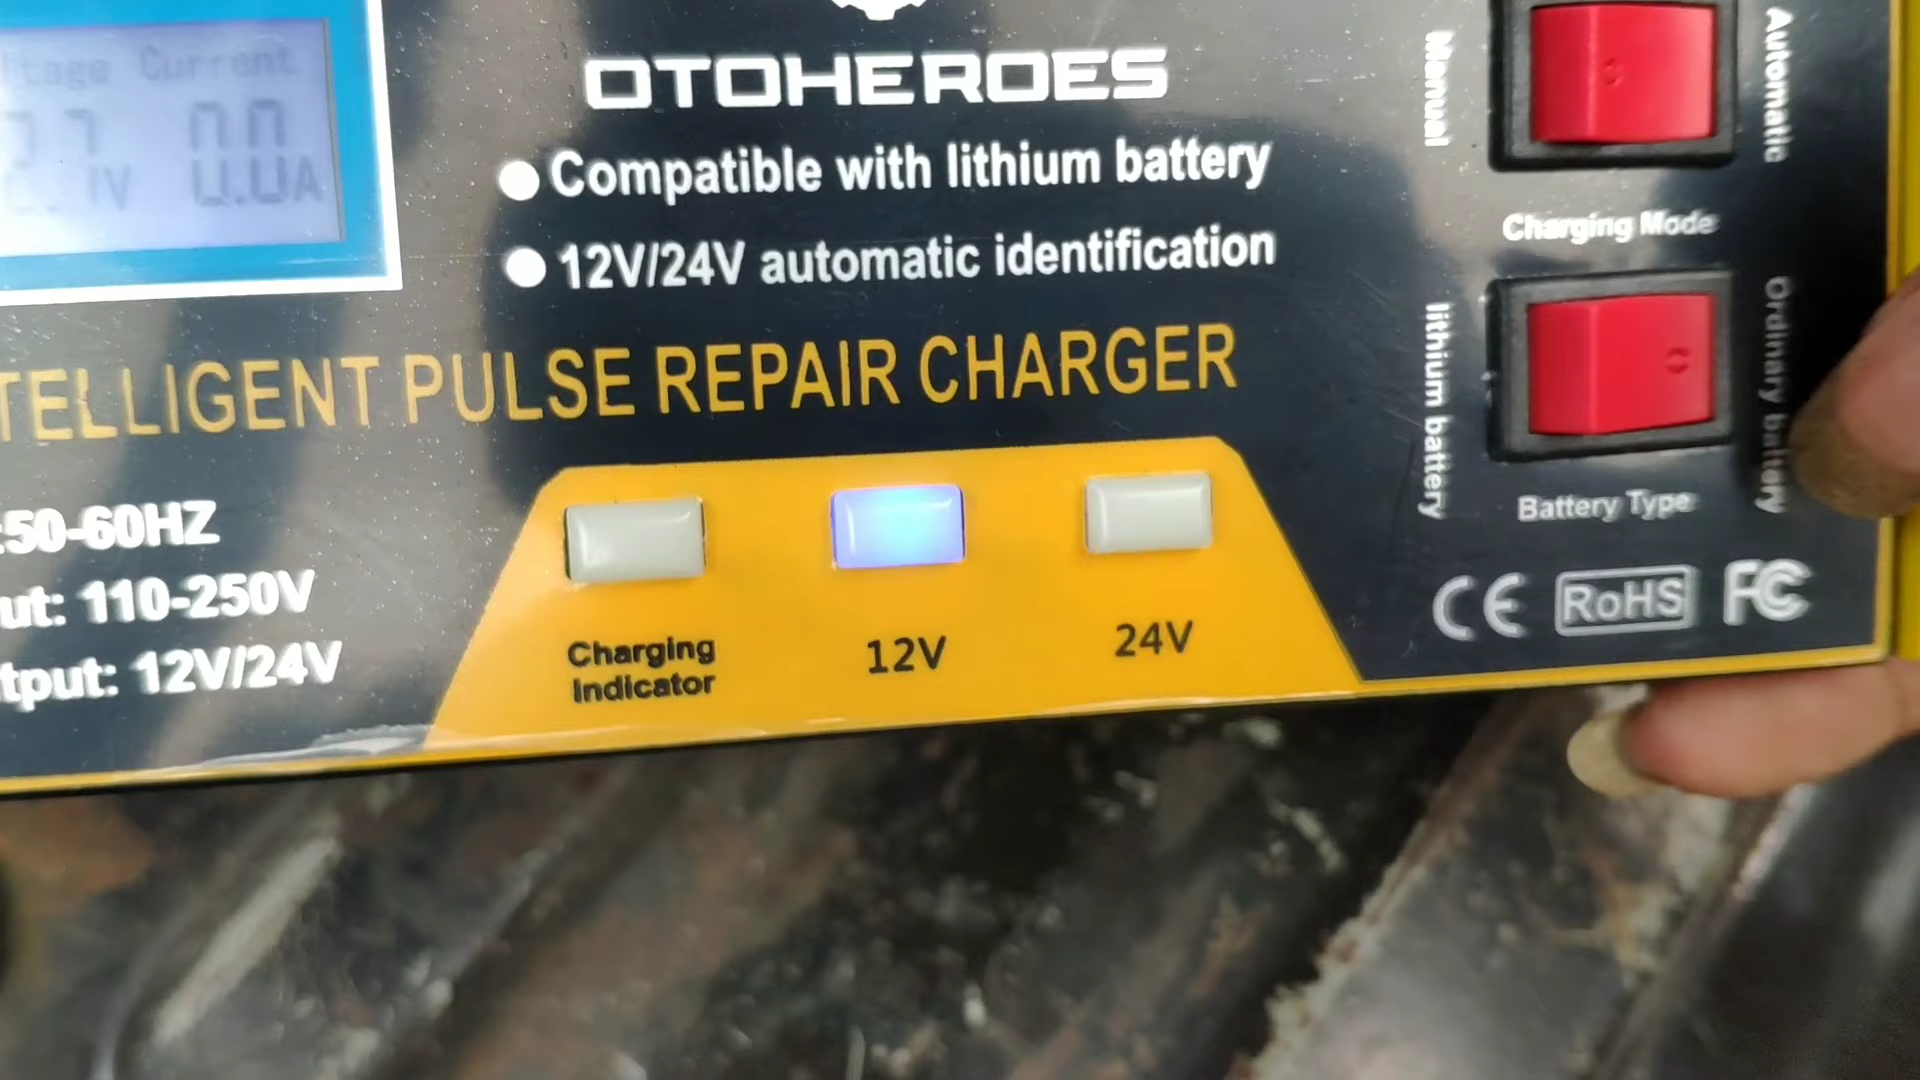 Current
0.0A
OTOHEROES
Compatible with lithium battery
12V/24V automatic identification
TELLIGENT PULSE REPAIR CHARGER
:50-60HZ
ut: 110-250V
tput: 12V/24V
Charging
Indicator
12V
24V
Manual
Automatic
Charging Mode
lithium battery
Ordinary battery
Battery Type
CE
RoHS
FC